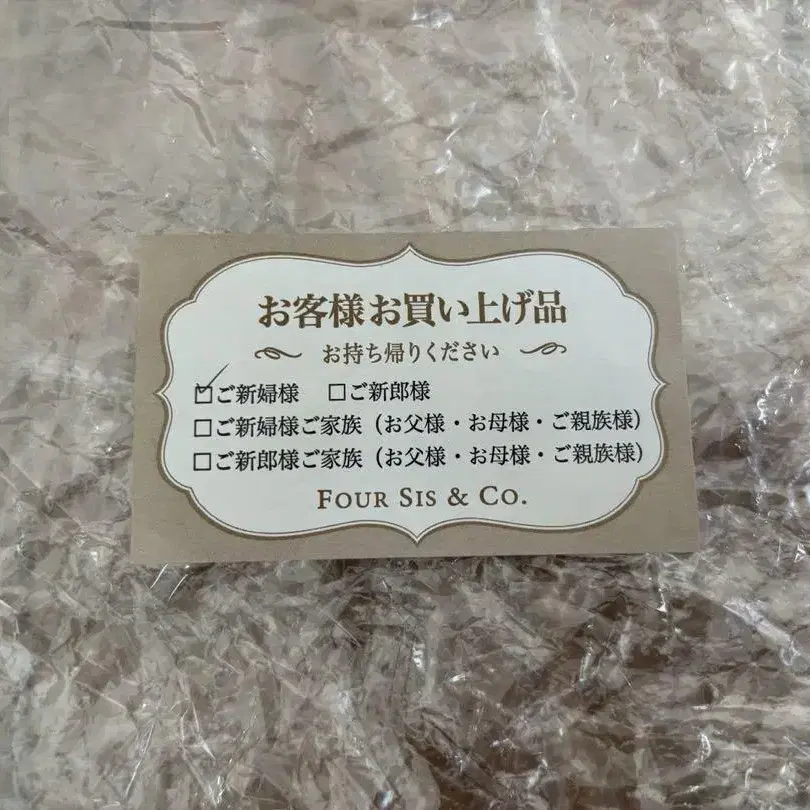 お客様お買い上げ品
お持ち帰りください
☑ご新婦様 □ご新郎様
□ご新婦様ご家族（お父様・お母様・ご親族様）
□ご新郎様ご家族（お父様・お母様・ご親族様）
FOUR SIS & CO.